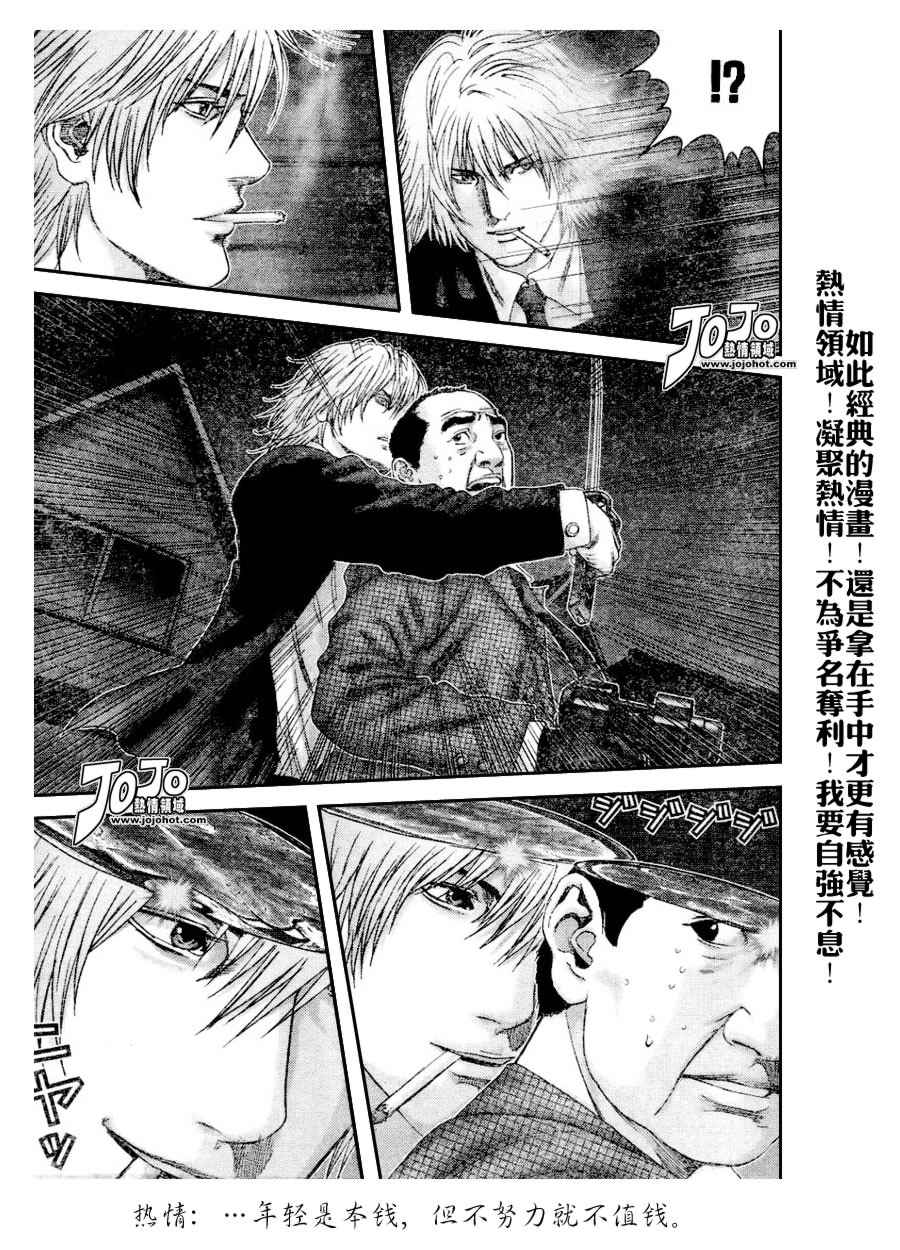 !?
JOJO
熱情領域
www.jojohot.com
如此經典的漫畫！還是拿在手中才更有感覺！
熱情領域！凝聚熱情！不為爭名奪利！我要自強不息！
JOJO
熱情領域
www.jojohot.com
ジジジジ
ニヤッ
热情：…年轻是本钱，但不努力就不值钱。